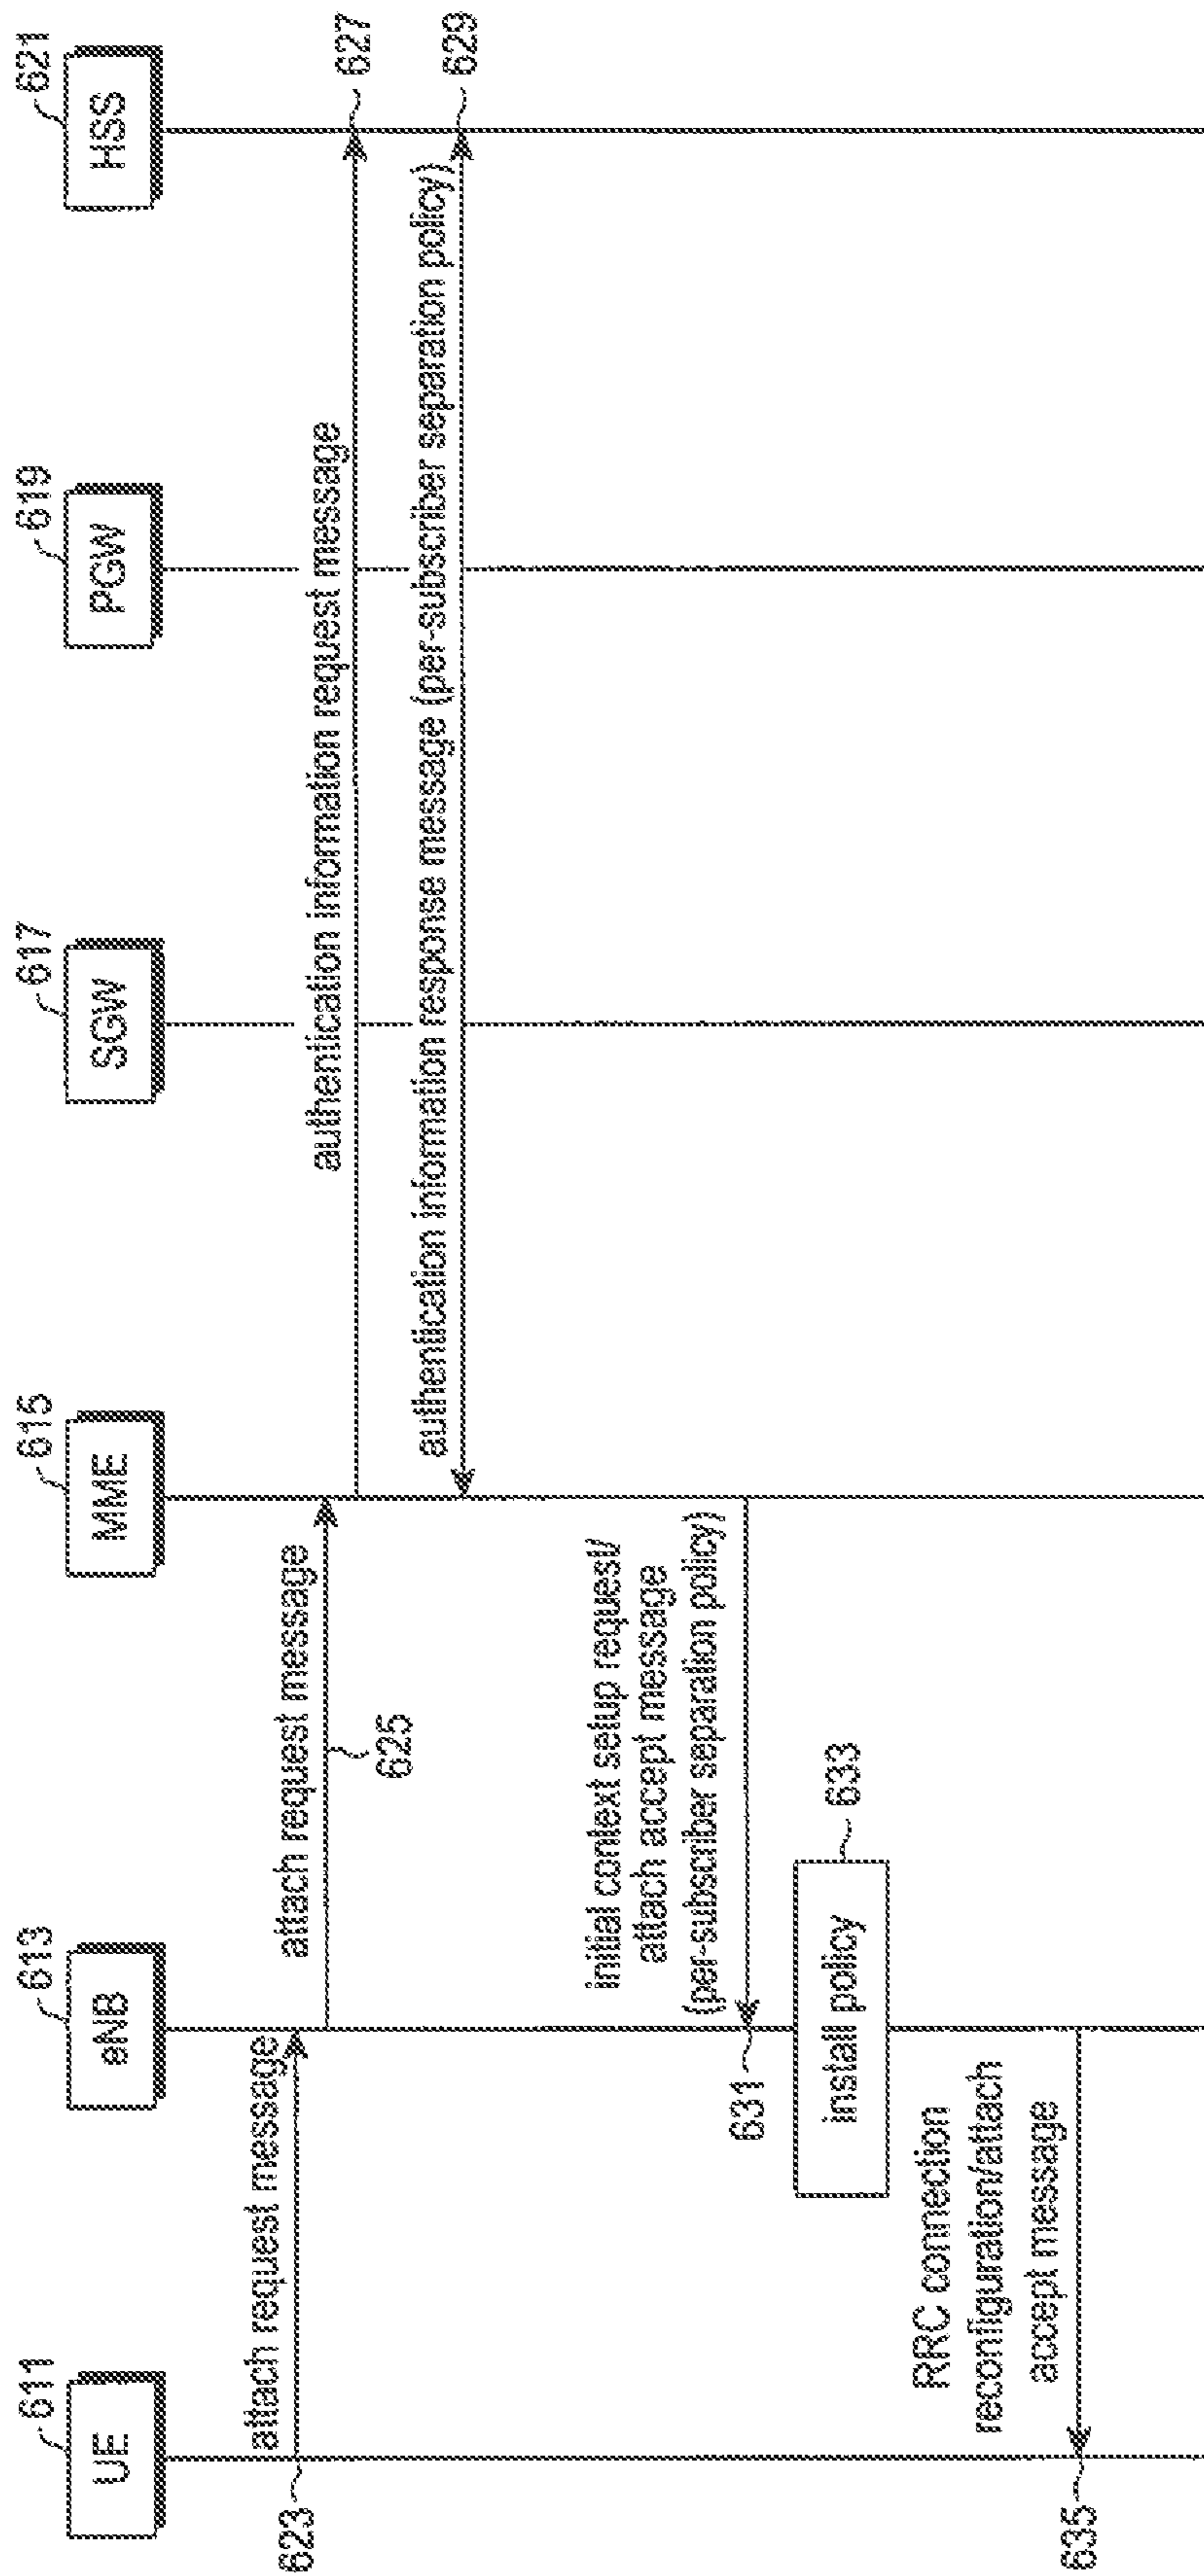 611
UE
613
eNB
615
MME
617
SGW
619
PGW
621
HSS
attach request message
623
attach request message
625
authentication information request message
627
authentication information response message (per-subscriber separation policy)
629
initial context setup request/
attach accept message
(per-subscriber separation policy)
631
install policy
633
RRC connection
reconfiguration/attach
accept message
635